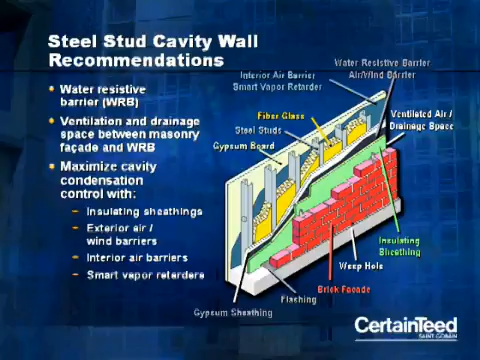 Steel Stud Cavity Wall
Recommendations
Water resistive
barrier (WRB)
Ventilation and drainage
space between masonry
façade and WRB
Maximize cavity
condensation
control with:
– Insulating sheathings
– Exterior air /
wind barriers
– Interior air barriers
– Smart vapor retarders
Water Resistive Barrier
Air/Wind Barrier
Interior Air Barrier
Smart Vapor Retarder
Fiber Glass
Steel Studs
Gypsum Board
Ventilated Air /
Drainage Space
Insulating
Sheathing
Weep Hole
Brick Facade
Flashing
Gypsum Sheathing
CertainTeed
SAINT-GOBAIN